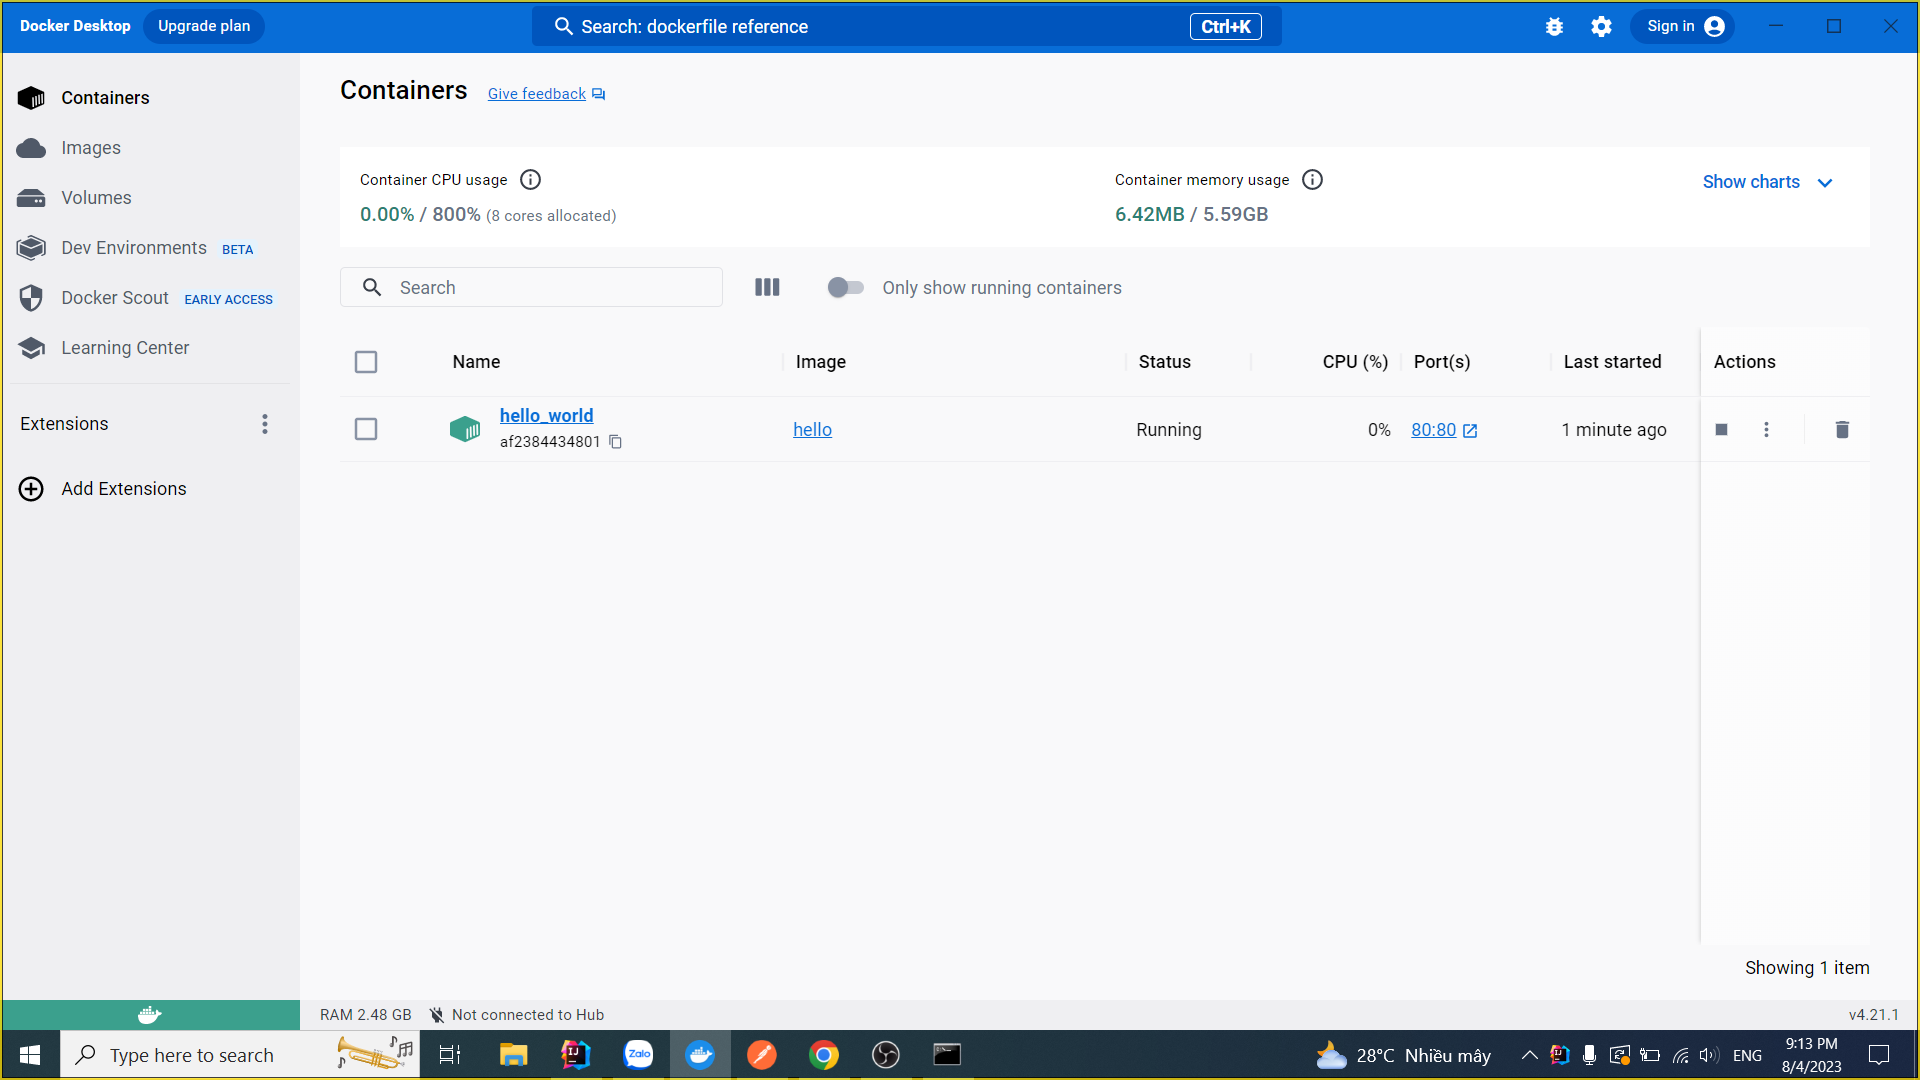 Docker Desktop Upgrade plan Search: dockerfile reference Ctrl+K Sign in
Containers
Images
Volumes
Dev Environments BETA
Docker Scout EARLY ACCESS
Learning Center
Extensions
Add Extensions
Containers Give feedback
Container CPU usage
0.00% / 800% (8 cores allocated)
Container memory usage
6.42MB / 5.59GB
Show charts
Search Only show running containers
Name Image Status CPU (%) Port(s) Last started Actions
hello_world
af2384434801
hello Running 0% 80:80 1 minute ago
Showing 1 item
RAM 2.48 GB Not connected to Hub v4.21.1
Type here to search
Zalo
28°C Nhiều mây
ENG
9:13 PM
8/4/2023